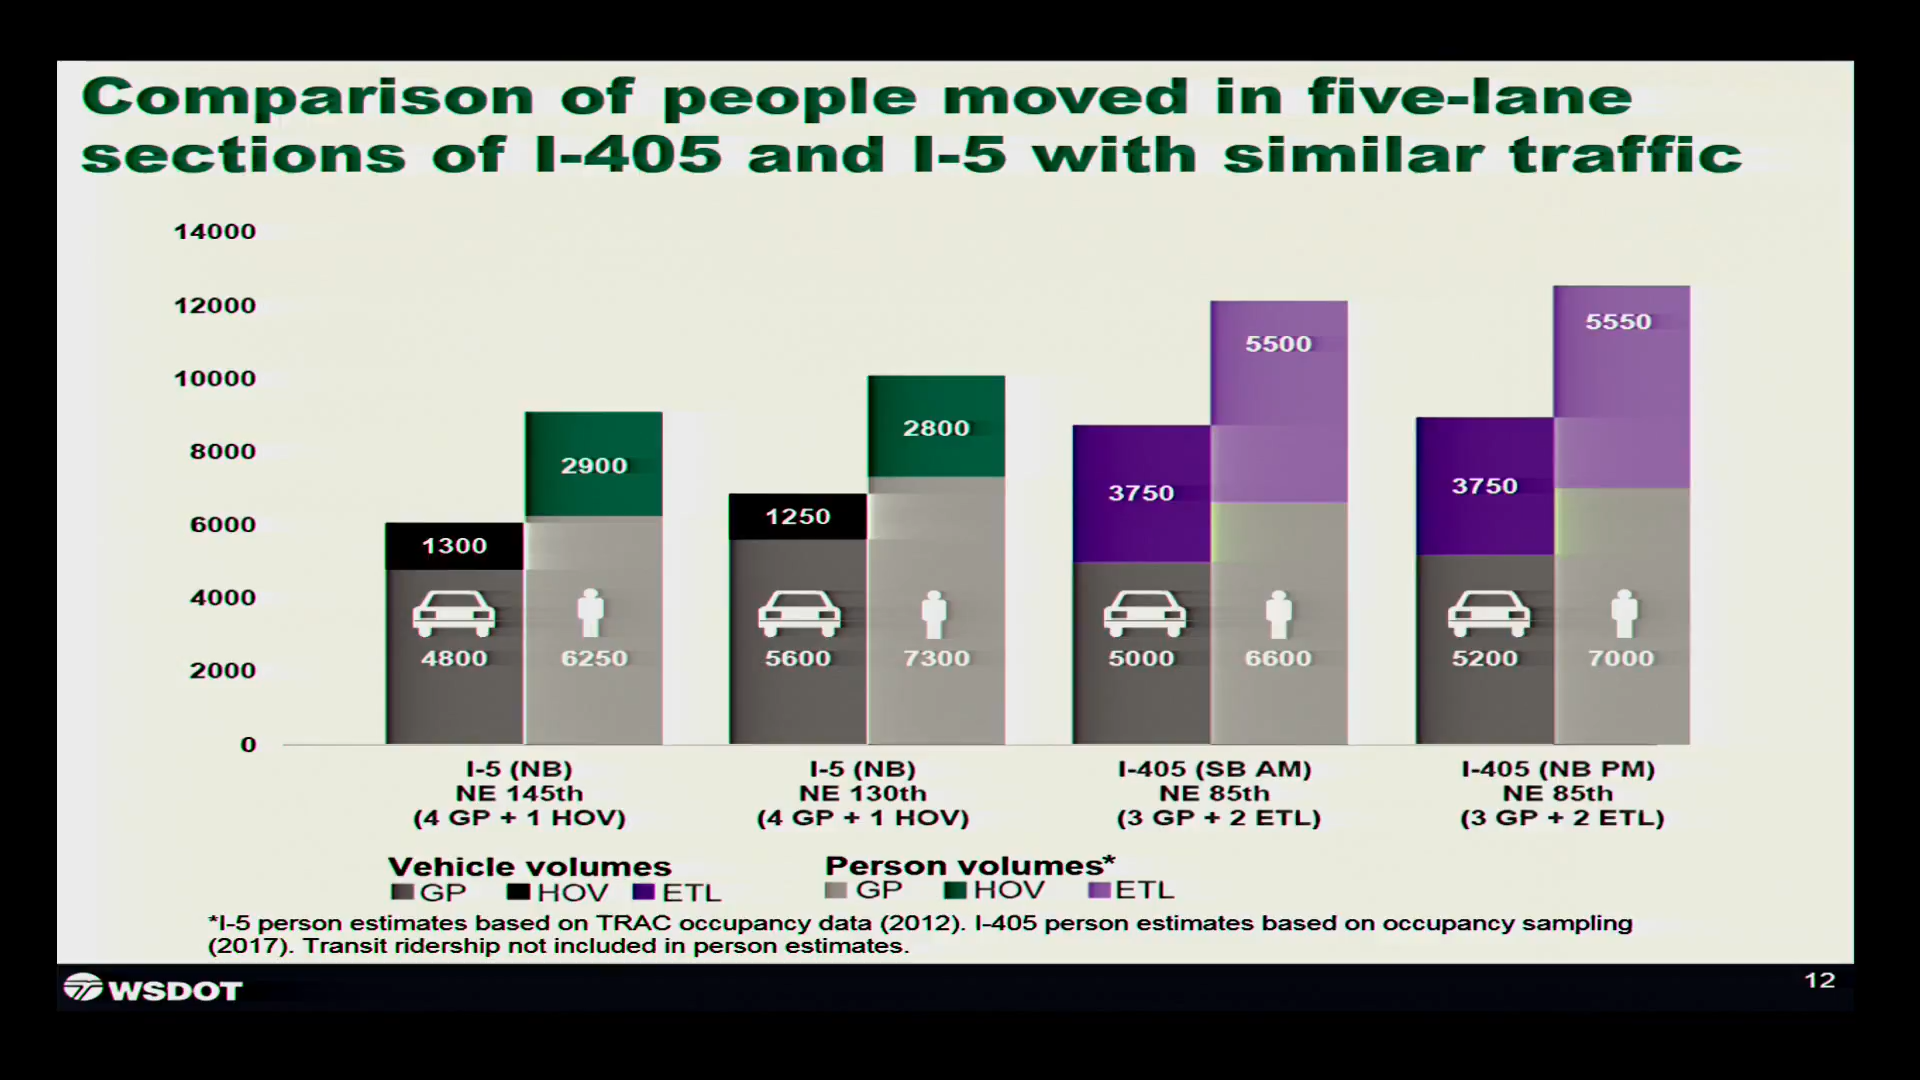 Comparison of people moved in five-lane
sections of I-405 and I-5 with similar traffic
14000
12000
10000
8000
6000
4000
2000
0
1300
4800
2900
6250
1250
5600
2800
7300
3750
5000
5500
6600
3750
5200
5550
7000
I-5 (NB)
NE 145th
(4 GP + 1 HOV)
I-5 (NB)
NE 130th
(4 GP + 1 HOV)
I-405 (SB AM)
NE 85th
(3 GP + 2 ETL)
I-405 (NB PM)
NE 85th
(3 GP + 2 ETL)
Vehicle volumes
GP HOV ETL
Person volumes*
GP HOV ETL
*I-5 person estimates based on TRAC occupancy data (2012). I-405 person estimates based on occupancy sampling
(2017). Transit ridership not included in person estimates.
WSDOT
12